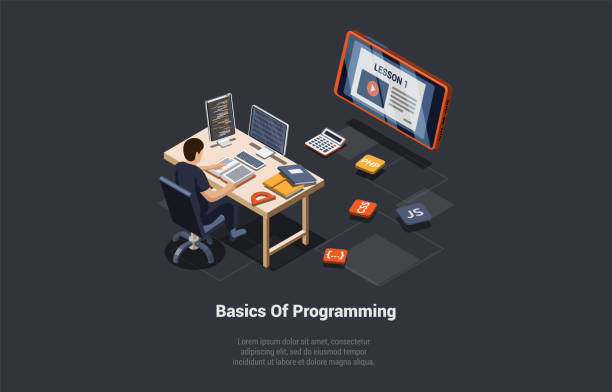 LESSON 1
PHP
CSS
JS
{...}
Basics Of Programming
Lorem ipsum dolor sit amet, consectetur
adipiscing elit, sed do eiusmod tempor
incididunt ut labore et dolore magna aliqua.